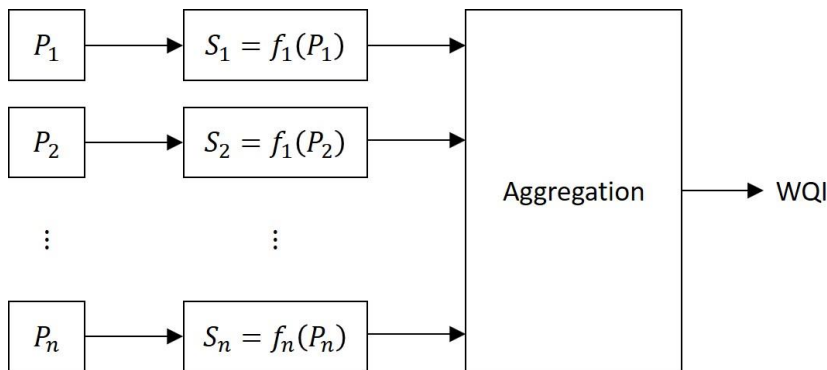 P₁
S₁ = f₁(P₁)
P₂
S₂ = f₁(P₂)
Aggregation
WQI
⋮
⋮
Pₙ
Sₙ = fₙ(Pₙ)